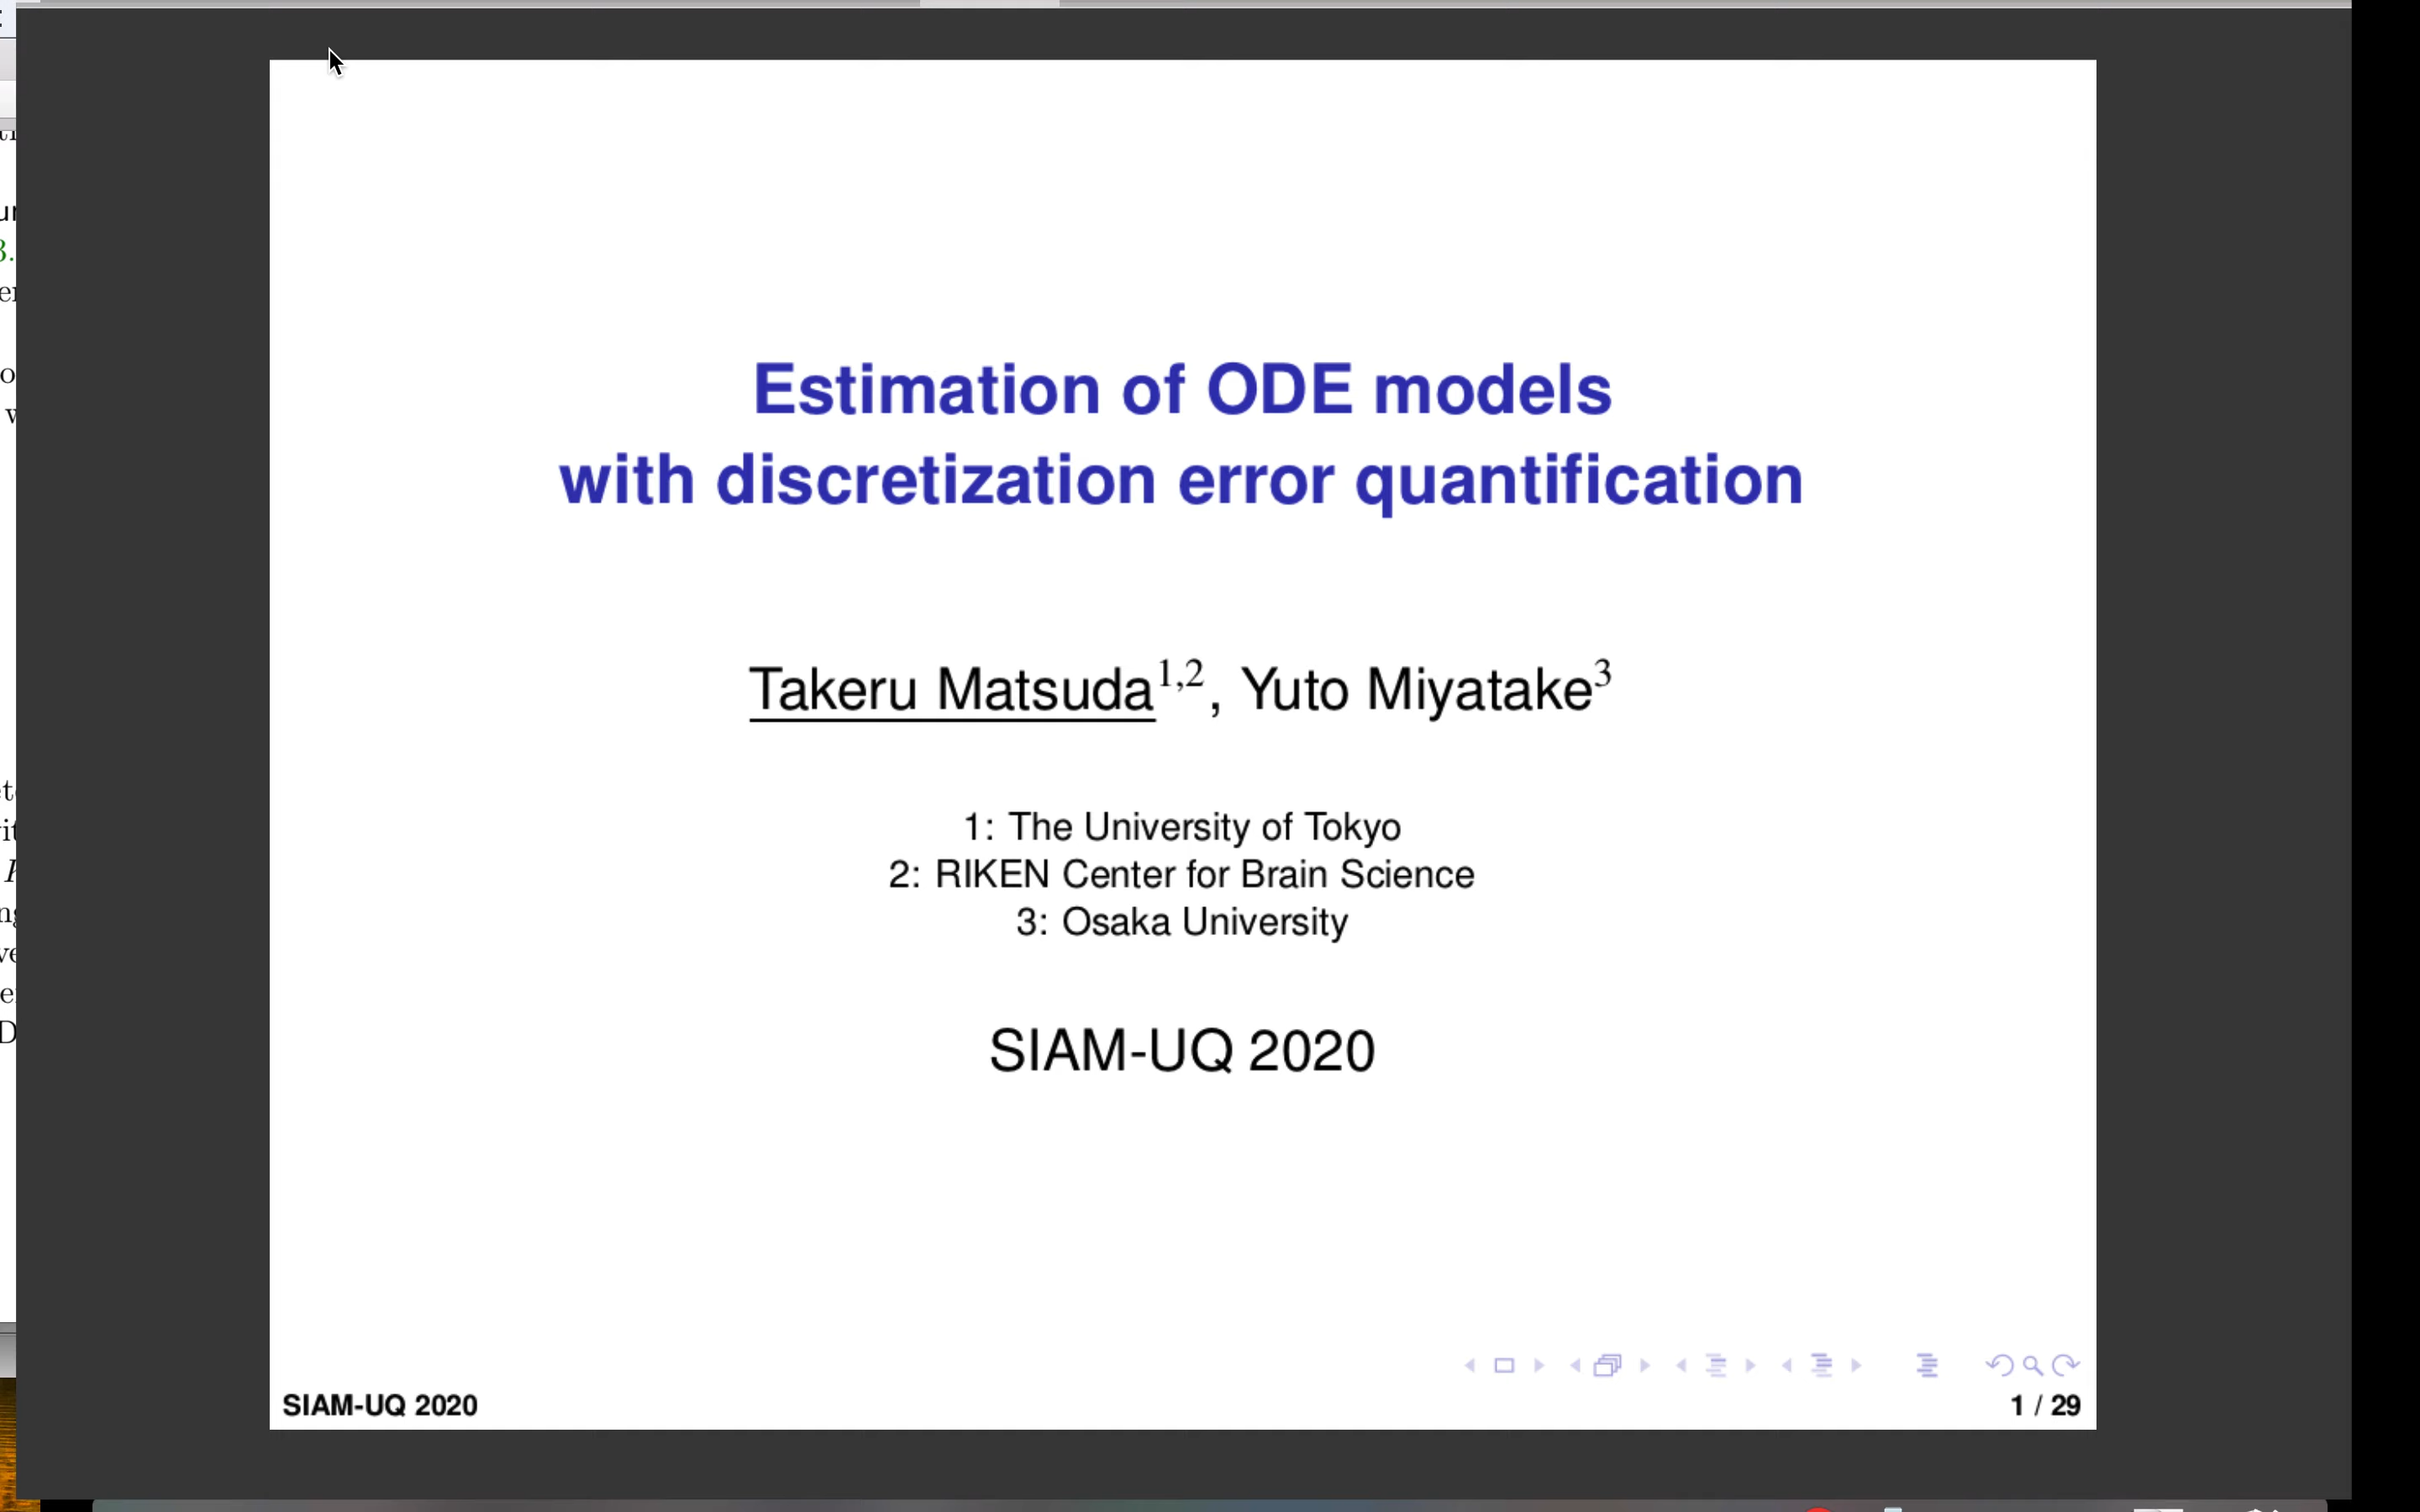 Estimation of ODE models
with discretization error quantification
Takeru Matsuda1,2, Yuto Miyatake3
1: The University of Tokyo
2: RIKEN Center for Brain Science
3: Osaka University
SIAM-UQ 2020
SIAM-UQ 2020
1 / 29